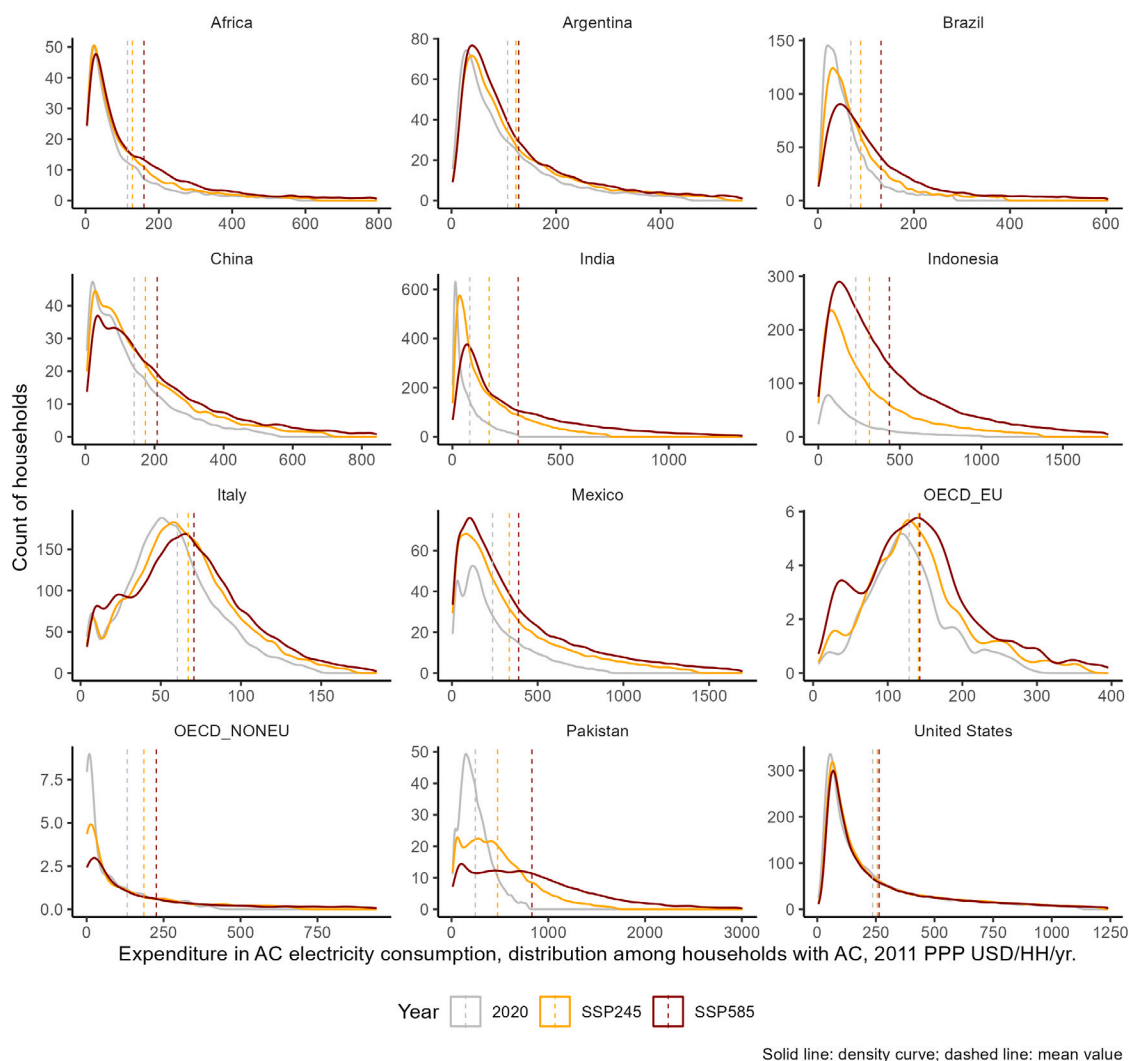 Africa
Argentina
Brazil
50
40
30
20
10
0
0 200 400 600 800
80
60
40
20
0
0 200 400
150
100
50
0
0 200 400 600
China
India
Indonesia
40
30
20
10
0
0 200 400 600 800
600
400
200
0
0 500 1000
300
200
100
0
0 500 1000 1500
Count of households
Italy
Mexico
OECD_EU
150
100
50
0
0 50 100 150
60
40
20
0
0 500 1000 1500
6
4
2
0
0 100 200 300 400
OECD_NONEU
Pakistan
United States
7.5
5.0
2.5
0.0
0 250 500 750
50
40
30
20
10
0
0 1000 2000 3000
300
200
100
0
0 250 500 750 1000 1250
Expenditure in AC electricity consumption, distribution among households with AC, 2011 PPP USD/HH/yr.
Year 2020 SSP245 SSP585
Solid line: density curve; dashed line: mean value